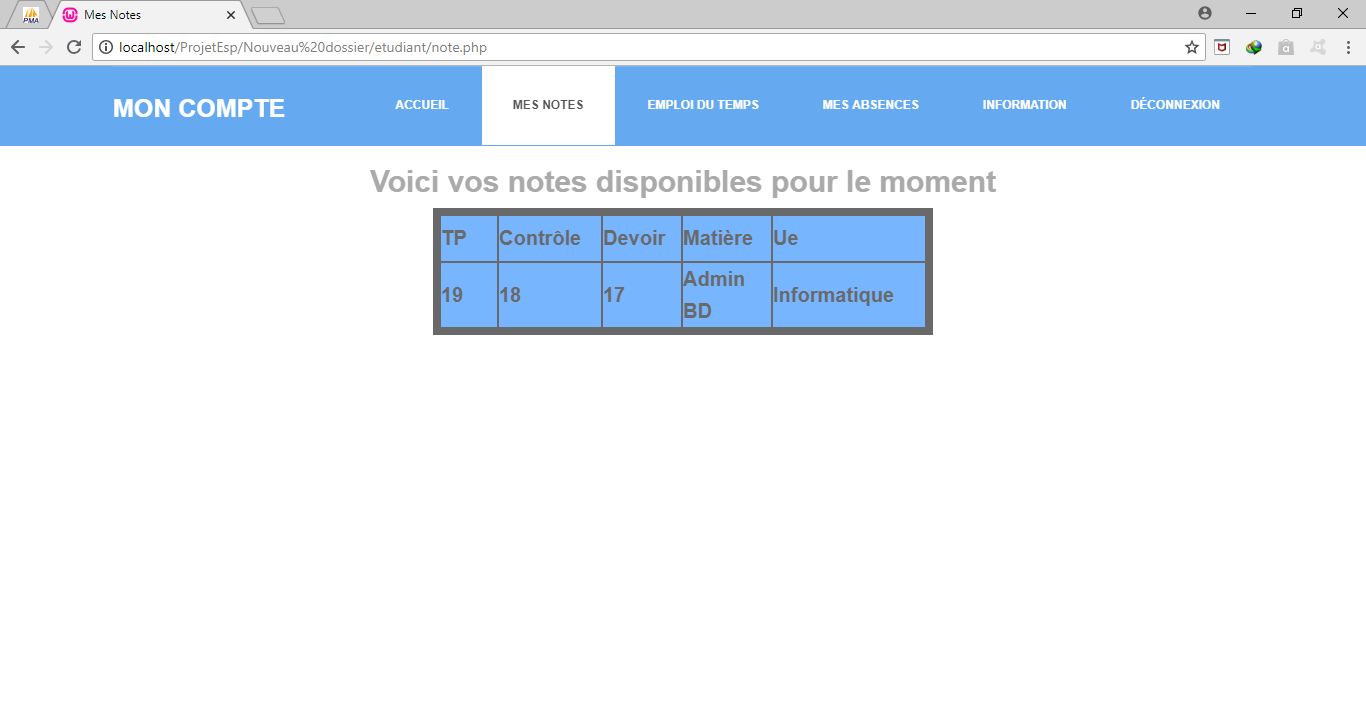 PMA
Mes Notes
localhost/ProjetEsp/Nouveau%20dossier/etudiant/note.php
MON COMPTE ACCUEIL MES NOTES EMPLOI DU TEMPS MES ABSENCES INFORMATION DÉCONNEXION
Voici vos notes disponibles pour le moment
TP Contrôle Devoir Matière Ue
19 18 17 Admin BD Informatique